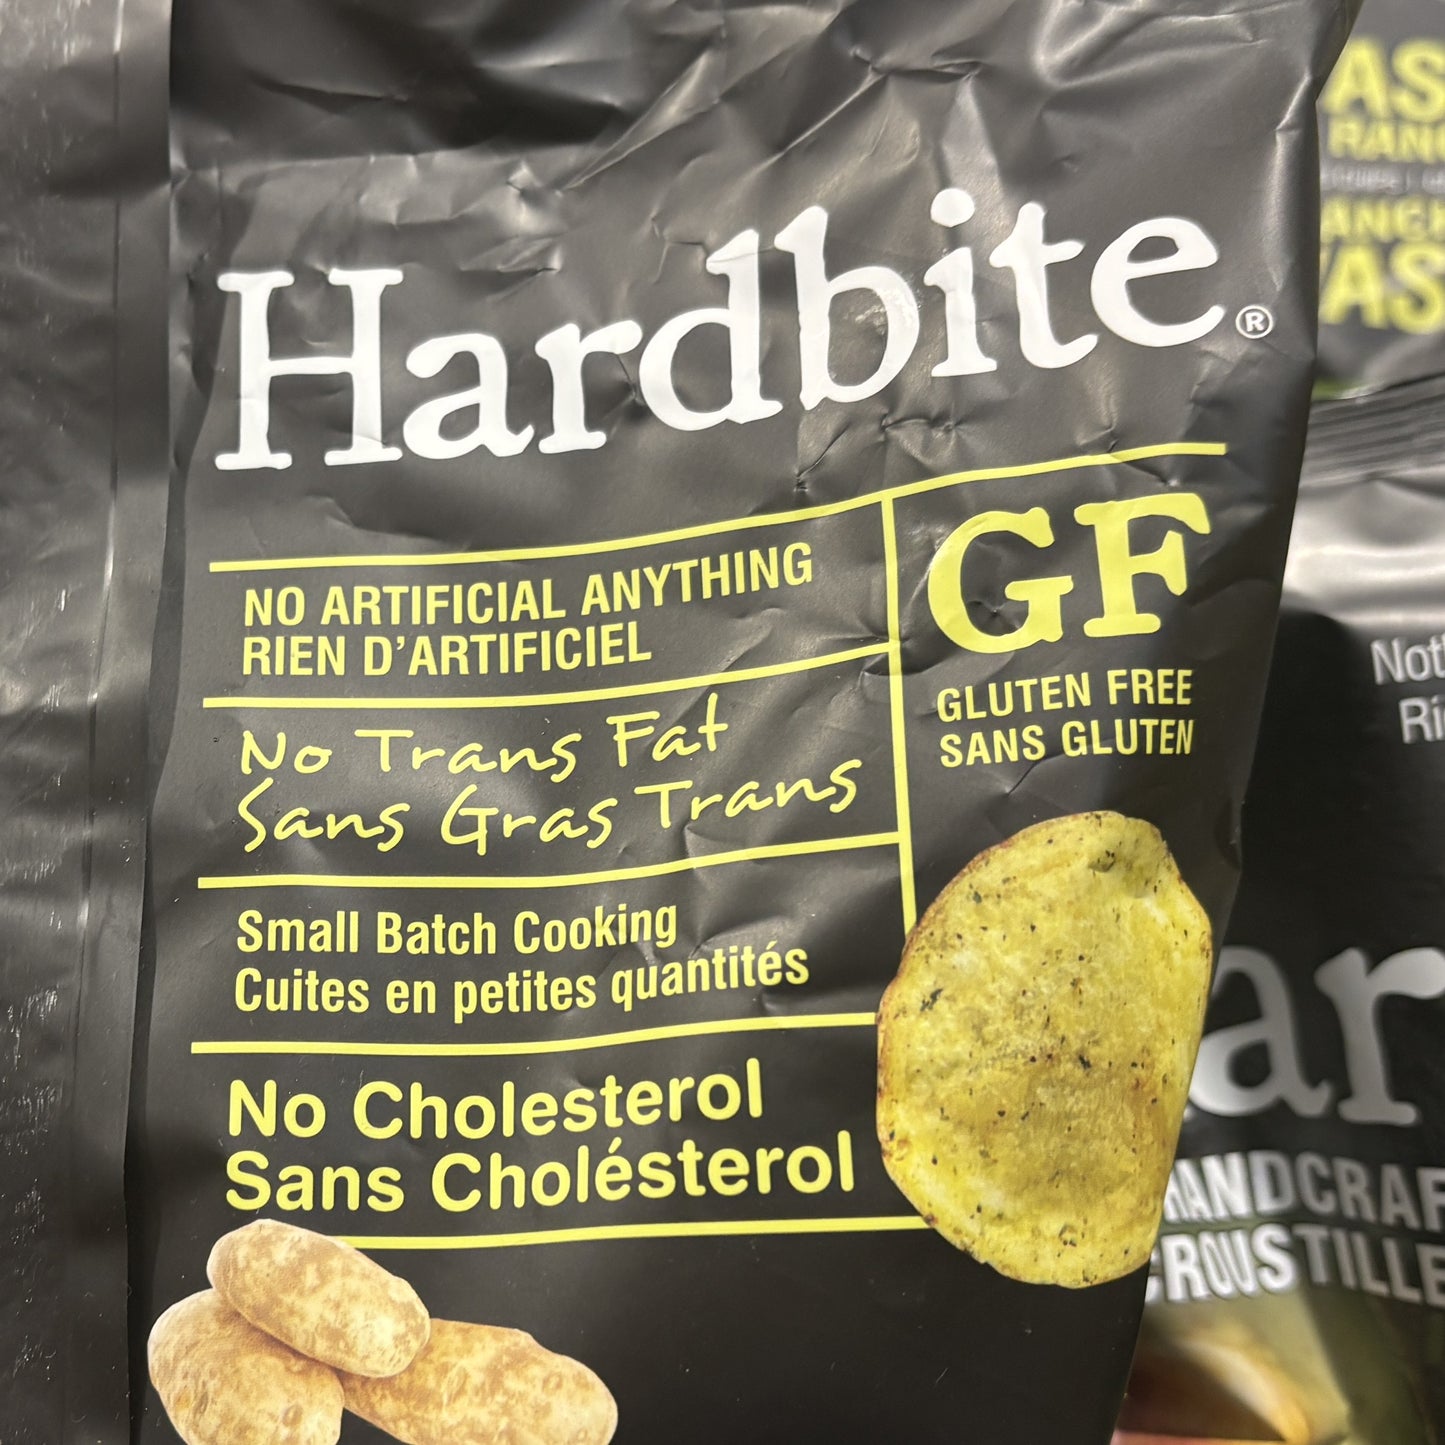 Hardbite®
NO ARTIFICIAL ANYTHING
RIEN D'ARTIFICIEL
No Trans Fat
Sans Gras Trans
Small Batch Cooking
Cuites en petites quantités
No Cholesterol
Sans Cholésterol
GF
GLUTEN FREE
SANS GLUTEN